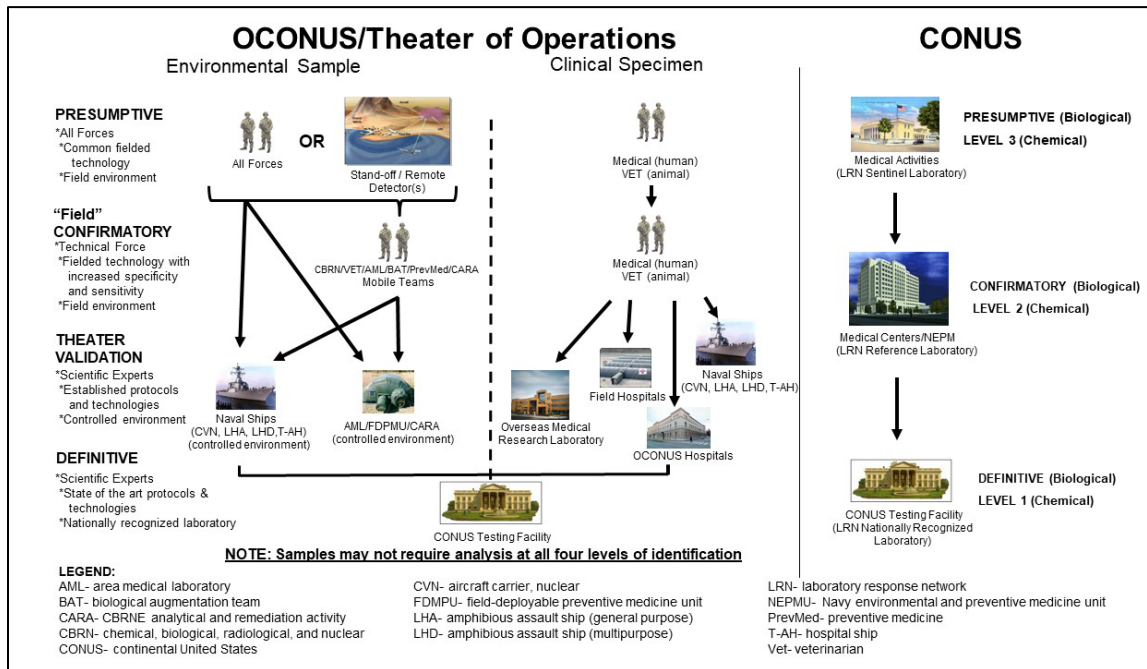 OCONUS/Theater of Operations
Environmental Sample
Clinical Specimen
PRESUMPTIVE
*All Forces
*Common fielded
technology
*Field environment
All Forces
OR
Stand-off / Remote
Detector(s)
Medical (human)
VET (animal)
"Field"
CONFIRMATORY
*Technical Force
*Fielded technology with
increased specificity
and sensitivity
*Field environment
CBRN/VET/AML/BAT/PrevMed/CARA
Mobile Teams
Medical (human)
VET (animal)
THEATER
VALIDATION
*Scientific Experts
*Established protocols
and technologies
*Controlled environment
Naval Ships
(CVN, LHA, LHD,T-AH)
(controlled environment)
AML/FDPMU/CARA
(controlled environment)
Overseas Medical
Research Laboratory
Field Hospitals
OCONUS Hospitals
Naval Ships
(CVN, LHA, LHD, T-AH)
DEFINITIVE
*Scientific Experts
*State of the art protocols &
technologies
*Nationally recognized laboratory
CONUS Testing Facility
CONUS
Medical Activities
(LRN Sentinel Laboratory)
PRESUMPTIVE (Biological)
LEVEL 3 (Chemical)
Medical Centers/NEPM
(LRN Reference Laboratory)
CONFIRMATORY (Biological)
LEVEL 2 (Chemical)
CONUS Testing Facility
(LRN Nationally Recognized
Laboratory)
DEFINITIVE (Biological)
LEVEL 1 (Chemical)
NOTE: Samples may not require analysis at all four levels of identification
LEGEND:
AML- area medical laboratory
BAT- biological augmentation team
CARA- CBRNE analytical and remediation activity
CBRN- chemical, biological, radiological, and nuclear
CONUS- continental United States
CVN- aircraft carrier, nuclear
FDMPU- field-deployable preventive medicine unit
LHA- amphibious assault ship (general purpose)
LHD- amphibious assault ship (multipurpose)
LRN- laboratory response network
NEPMU- Navy environmental and preventive medicine unit
PrevMed- preventive medicine
T-AH- hospital ship
Vet- veterinarian